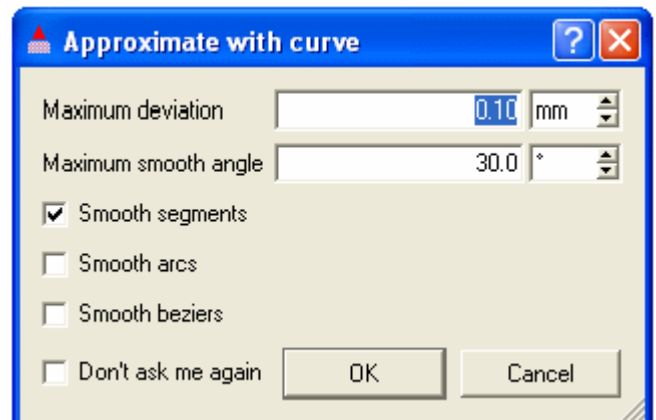 Approximate with curve
Maximum deviation 0.10 mm
Maximum smooth angle 30.0 °
Smooth segments
Smooth arcs
Smooth beziers
Don't ask me again OK Cancel